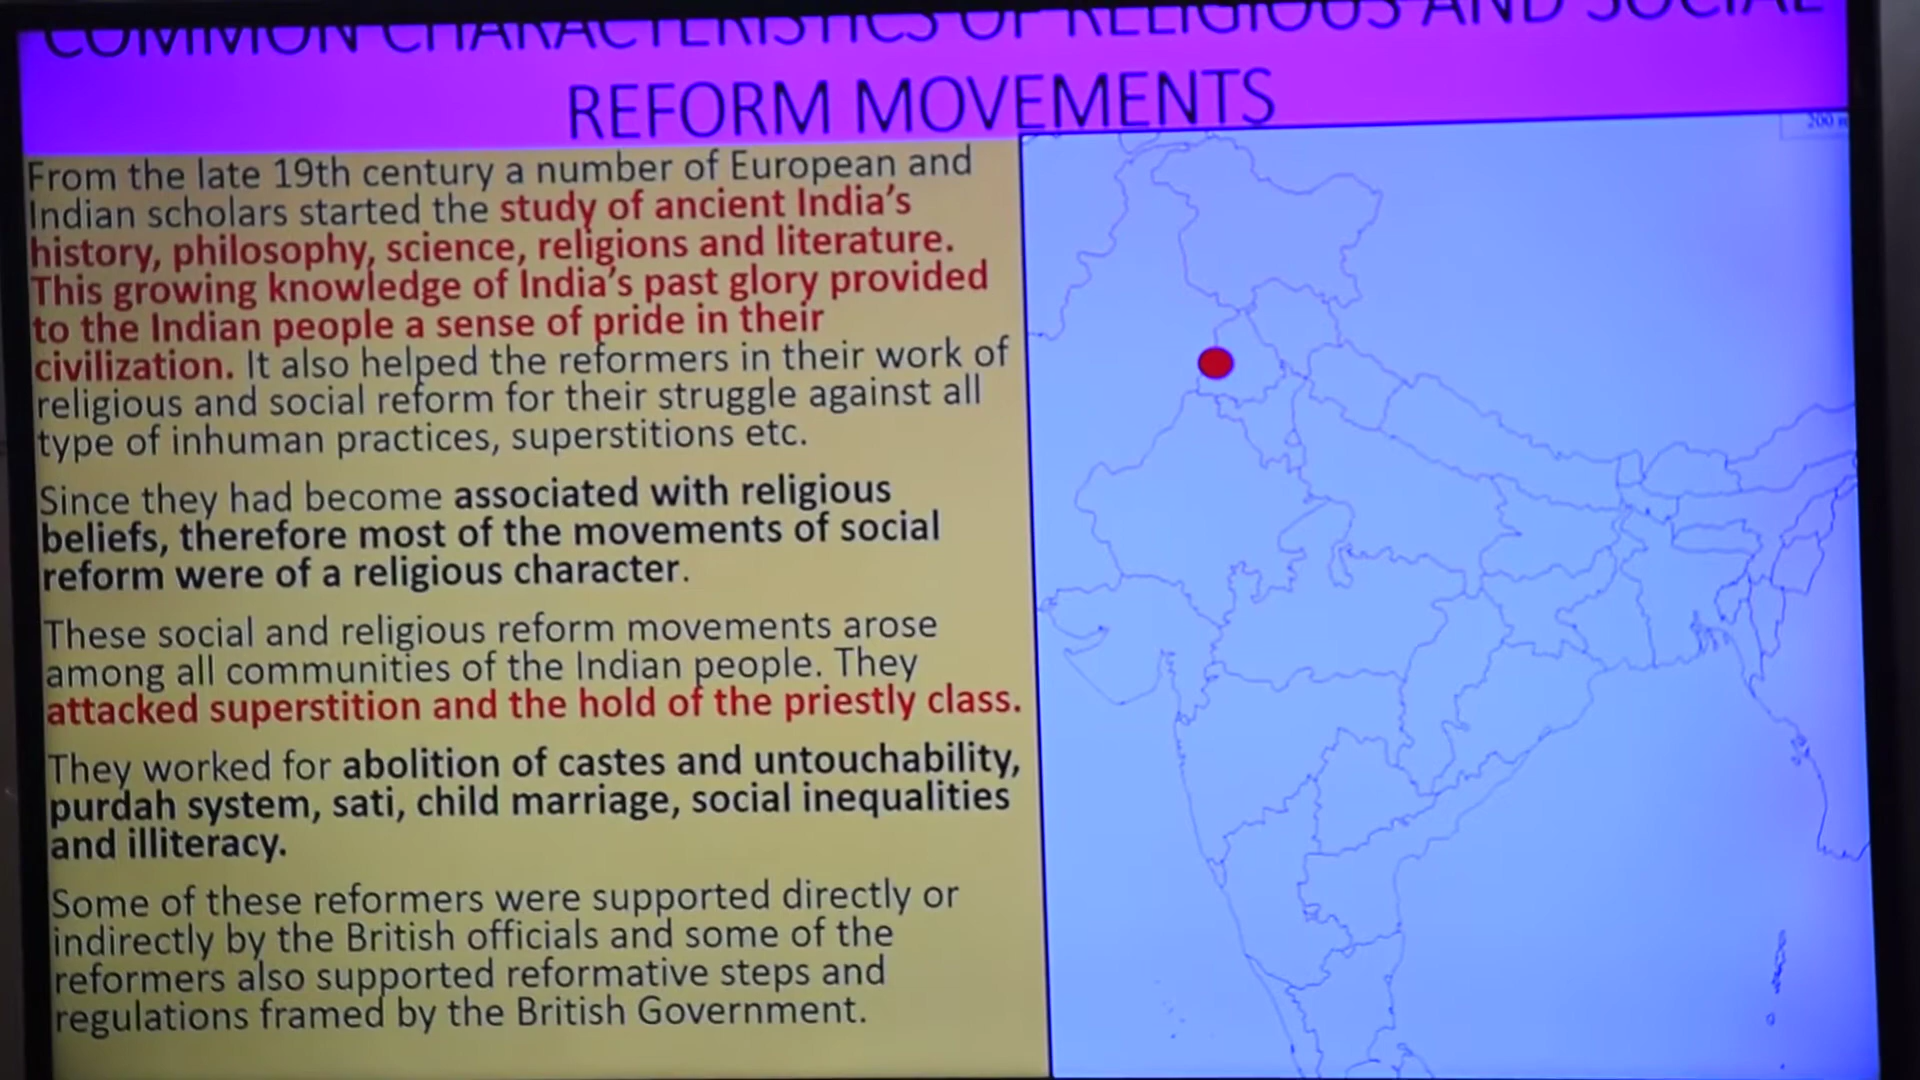 COMMON CHARACTERISTICS OF RELIGIOUS AND SOCIAL
REFORM MOVEMENTS
From the late 19th century a number of European and
Indian scholars started the study of ancient India's
history, philosophy, science, religions and literature.
This growing knowledge of India's past glory provided
to the Indian people a sense of pride in their
civilization. It also helped the reformers in their work of
religious and social reform for their struggle against all
type of inhuman practices, superstitions etc.
Since they had become associated with religious
beliefs, therefore most of the movements of social
reform were of a religious character.
These social and religious reform movements arose
among all communities of the Indian people. They
attacked superstition and the hold of the priestly class.
They worked for abolition of castes and untouchability,
purdah system, sati, child marriage, social inequalities
and illiteracy.
Some of these reformers were supported directly or
indirectly by the British officials and some of the
reformers also supported reformative steps and
regulations framed by the British Government.
200